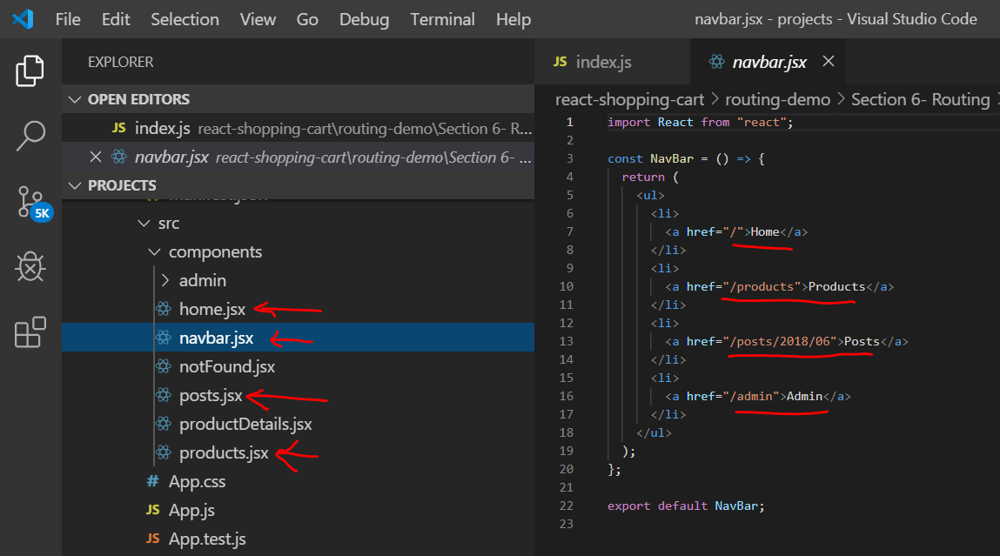 File Edit Selection View Go Debug Terminal Help navbar.jsx - projects - Visual Studio Code
EXPLORER
OPEN EDITORS
JS index.js react-shopping-cart\routing-demo\Section 6- R...
navbar.jsx react-shopping-cart\routing-demo\Section 6- ...
PROJECTS
src
components
admin
home.jsx
navbar.jsx
notFound.jsx
posts.jsx
productDetails.jsx
products.jsx
# App.css
JS App.js
JS App.test.js
5K
JS index.js navbar.jsx
react-shopping-cart > routing-demo > Section 6- Routing >
1 import React from "react";
2
3 const NavBar = () => {
4 return (
5 <ul>
6 <li>
7 <a href="/">Home</a>
8 </li>
9 <li>
10 <a href="/products">Products</a>
11 </li>
12 <li>
13 <a href="/posts/2018/06">Posts</a>
14 </li>
15 <li>
16 <a href="/admin">Admin</a>
17 </li>
18 </ul>
19 );
20 };
21
22 export default NavBar;
23